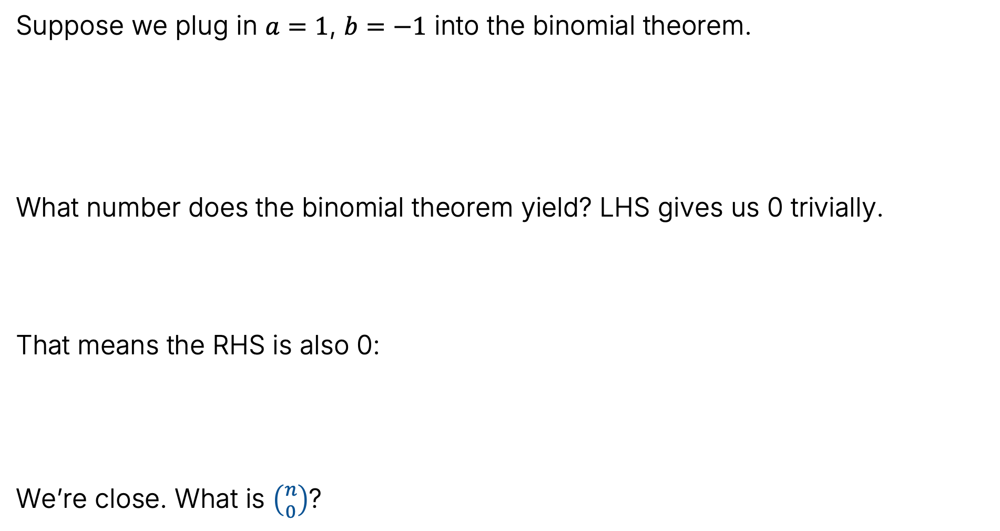 Suppose we plug in 𝑎 = 1, 𝑏 = −1 into the binomial theorem.
What number does the binomial theorem yield? LHS gives us 0 trivially.
That means the RHS is also 0:
We’re close. What is $\binom{n}{0}$?